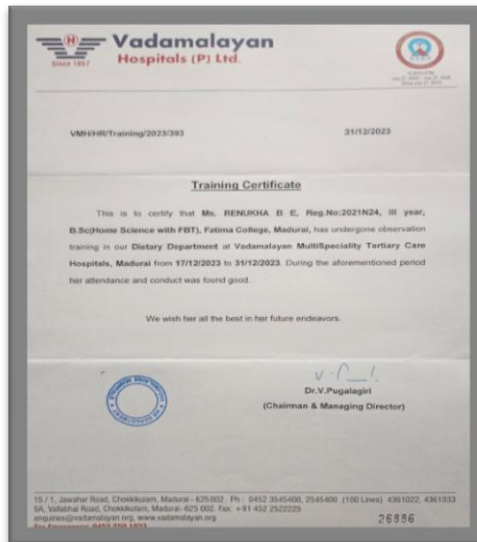 Vadamalayan
Hospitals (P) Ltd.
Since 1957
VMH/HR/Training/2023/393
31/12/2023
Training Certificate
This is to certify that Ms. RENUKHA B E, Reg.No:2021N24, III year,
B.Sc(Home Science with FBT), Fatima College, Madurai, has undergone observation
training in our Dietary Department at Vadamalayan MultiSpeciality Tertiary Care
Hospitals, Madurai from 17/12/2023 to 31/12/2023. During the aforementioned period
her attendance and conduct was found good.
We wish her all the best in her future endeavors.
Dr.V.Pugalagiri
(Chairman & Managing Director)
15 / 1, Jawahar Road, Chokkikulam, Madurai - 625 002. Ph : 0452 3545400, 2545400 (100 Lines) 4361022, 4361033
9A, Vallabhai Road, Chokkikulam, Madurai- 625 002. Fax: +91 452 2522225
enquiries@vadamalayan.org, www.vadamalayan.org
26996